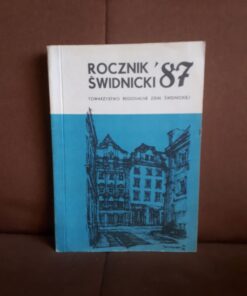 ROCZNIK '87
ŚWIDNICKI
TOWARZYSTWO REGIONALNE ZIEMI ŚWIDNICKIEJ